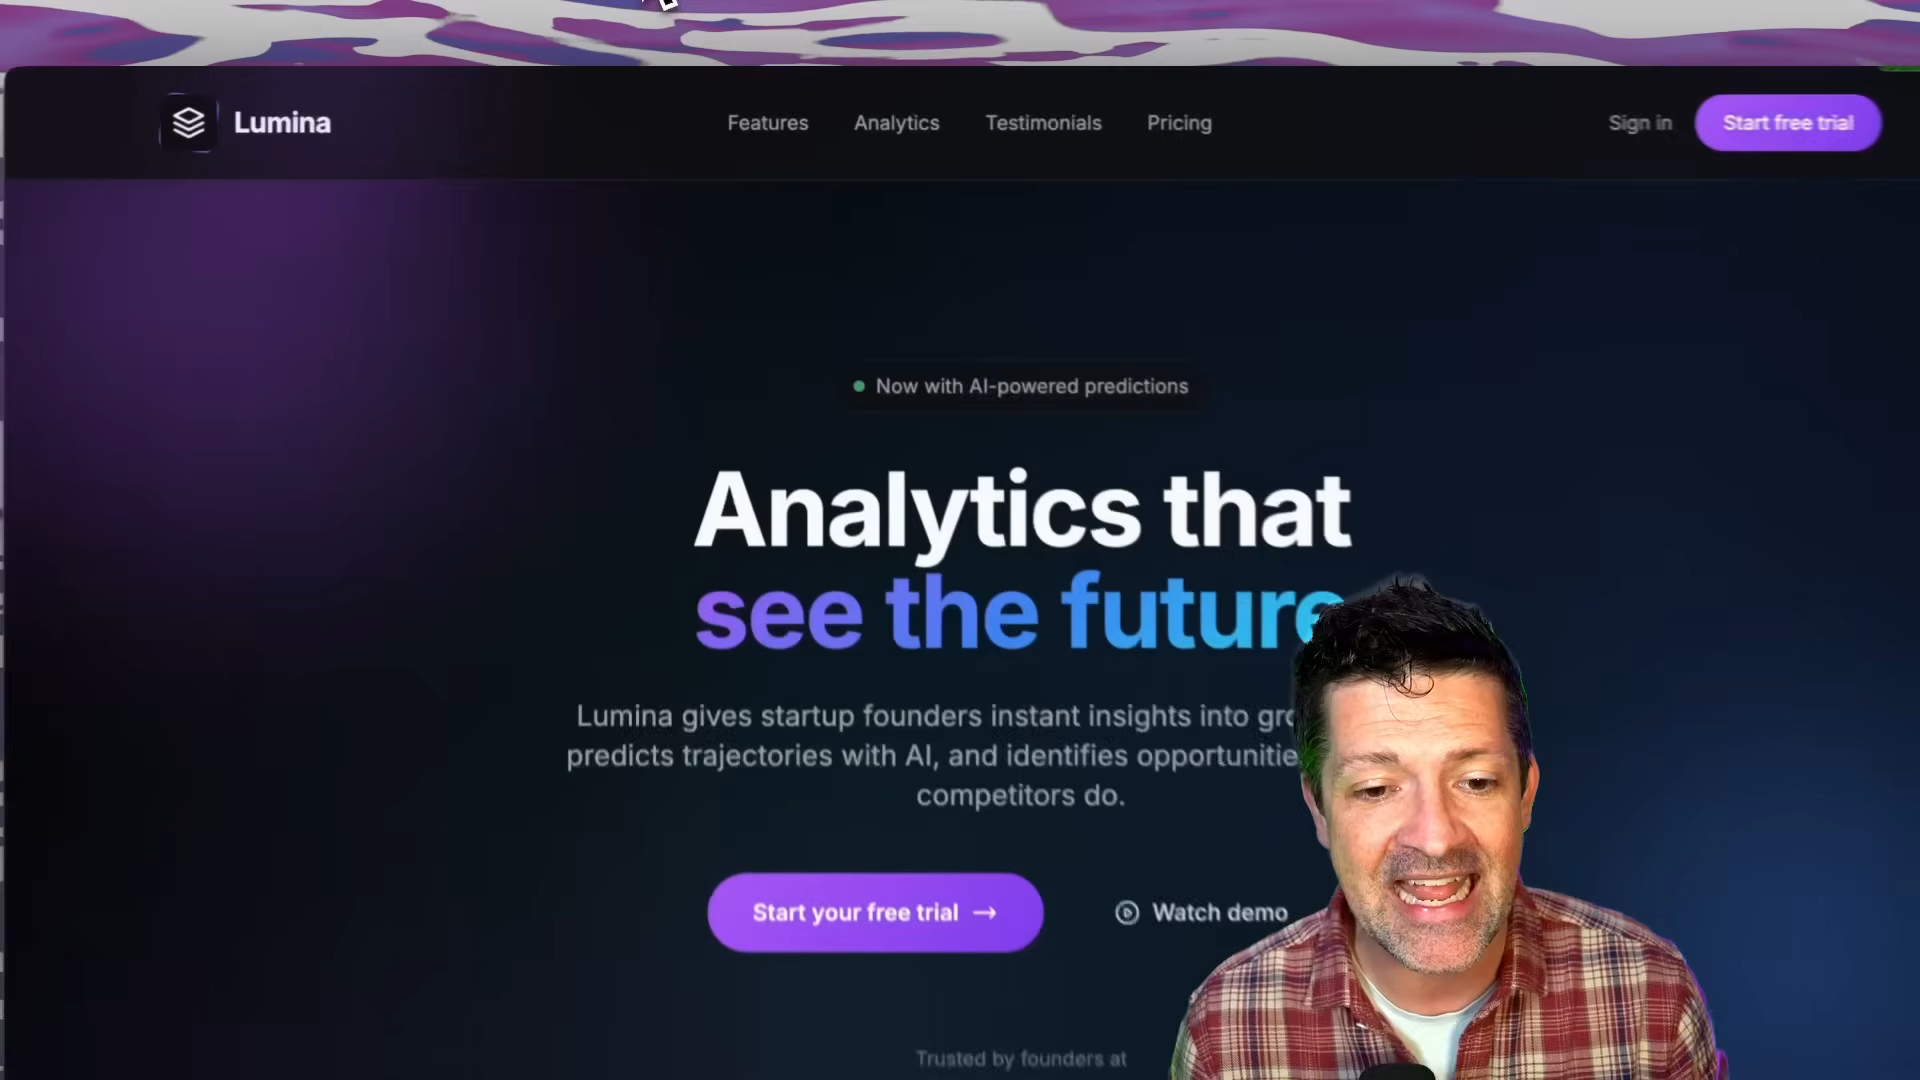 Lumina
Features
Analytics
Testimonials
Pricing
Sign in
Start free trial
Now with AI-powered predictions
Analytics that
see the future
Lumina gives startup founders instant insights into
predicts trajectories with AI, and identifies
competitors do.
Start your free trial →
Watch demo
Trusted by founders at